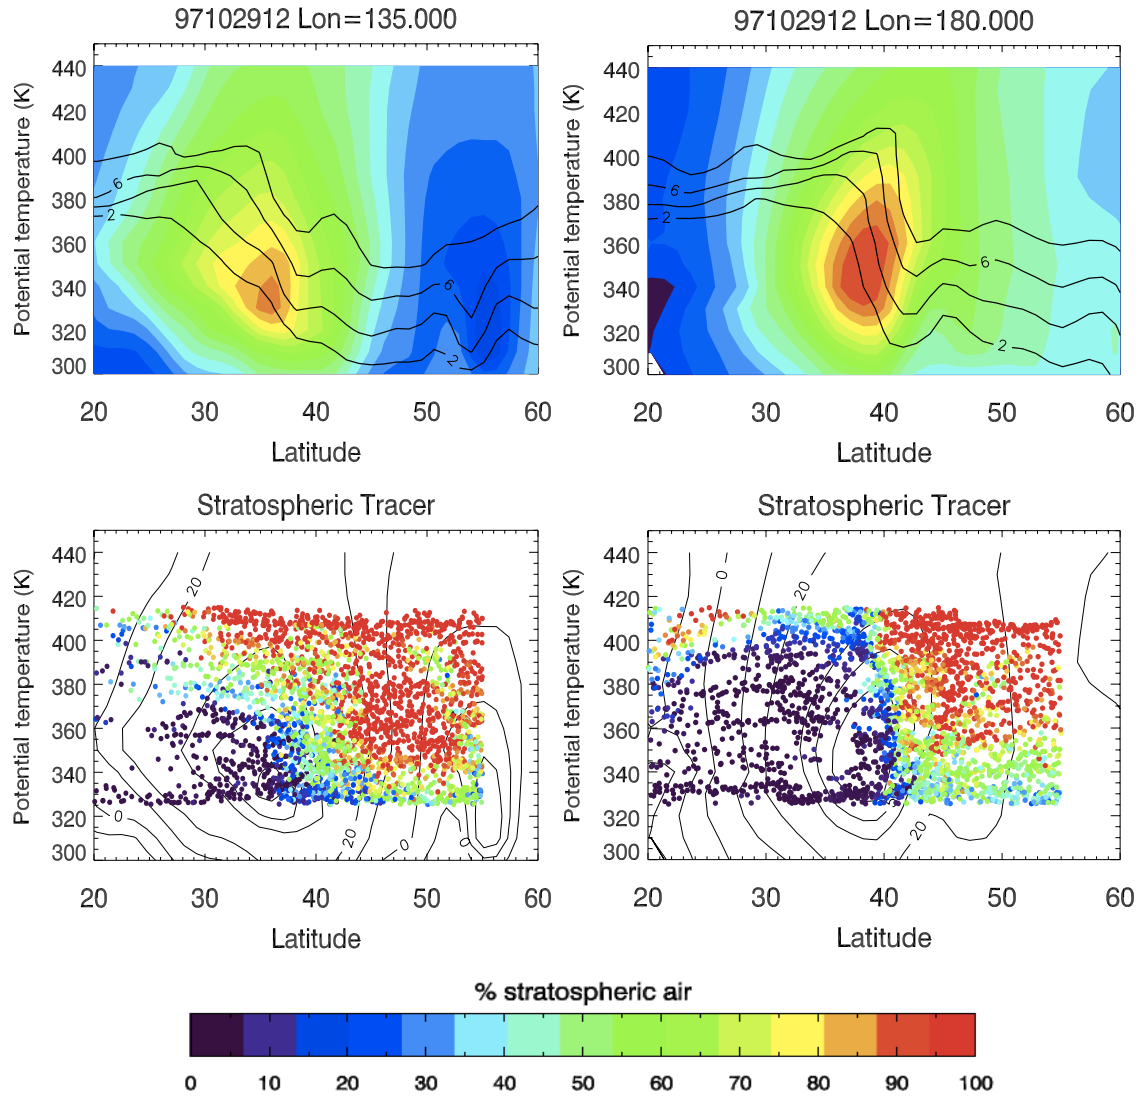 97102912 Lon=135.000
97102912 Lon=180.000
Potential temperature (K)
440
420
400
380
360
340
320
300
6
2
6
2
20 30 40 50 60
Latitude
Potential temperature (K)
440
420
400
380
360
340
320
300
6
2
6
2
20 30 40 50 60
Latitude
Stratospheric Tracer
Stratospheric Tracer
Potential temperature (K)
440
420
400
380
360
340
320
300
20
0
20
0
0
20 30 40 50 60
Latitude
Potential temperature (K)
440
420
400
380
360
340
320
300
0
20
20
20 30 40 50 60
Latitude
% stratospheric air
0 10 20 30 40 50 60 70 80 90 100